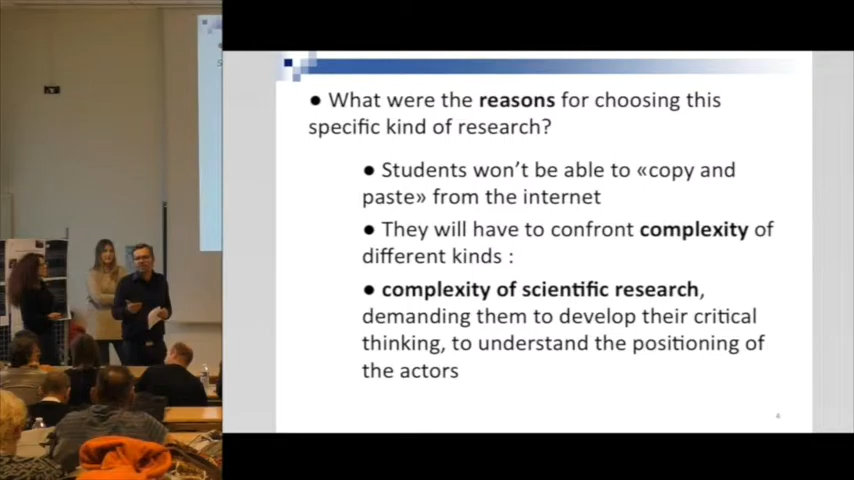 ● What were the reasons for choosing this
specific kind of research?
● Students won't be able to «copy and
paste» from the internet
● They will have to confront complexity of
different kinds :
● complexity of scientific research,
demanding them to develop their critical
thinking, to understand the positioning of
the actors
4